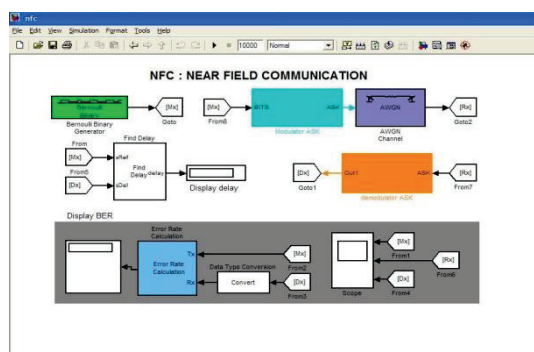 nfc
File Edit View Simulation Format Tools Help
10000 Normal
NFC : NEAR FIELD COMMUNICATION
Bernoulli
Binary
Bernoulli Binary
Generator
[Mx]
Goto
[Mx]
From8
BITS ASK
Modulator ASK
AWGN
AWGN
Channel
[Rx]
Goto2
From
[Mx]
From5
[Dx]
Find Delay
sRef
sDel
Find
Delay
delay
Display delay
[Dx]
Goto1
Out1 ASK
demodulator ASK
[Rx]
From7
Display BER
Error Rate
Calculation
Error Rate
Calculation
Tx
Rx
Data Type Conversion
Convert
[Mx]
From2
[Dx]
From3
Scope
[Mx]
From1
[Rx]
From6
[Dx]
From4